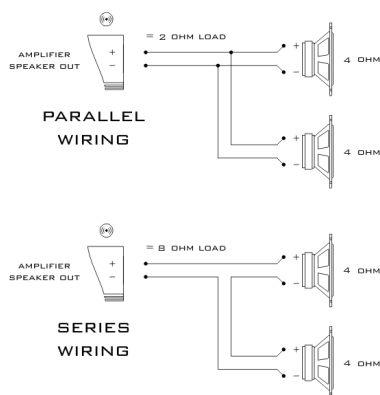 = 2 OHM LOAD
AMPLIFIER
SPEAKER OUT
+
−
+
−
4 OHM
PARALLEL
WIRING
+
−
4 OHM
= 8 OHM LOAD
AMPLIFIER
SPEAKER OUT
+
−
+
−
4 OHM
SERIES
WIRING
+
−
4 OHM